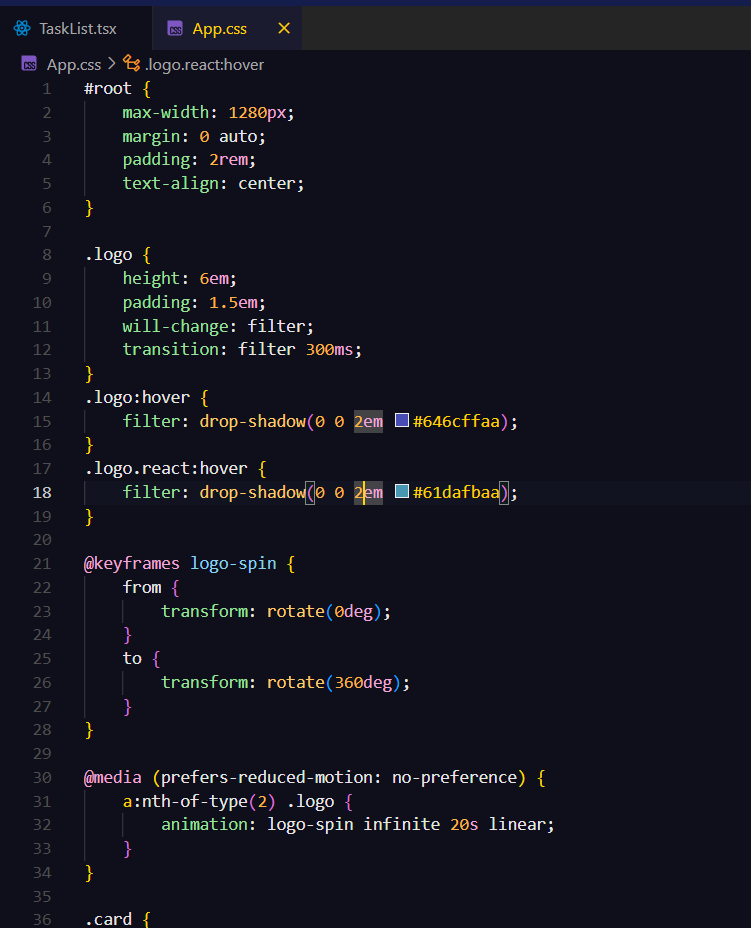 TaskList.tsx
App.css
App.css > .logo.react:hover
1 #root {
2 max-width: 1280px;
3 margin: 0 auto;
4 padding: 2rem;
5 text-align: center;
6 }
7
8 .logo {
9 height: 6em;
10 padding: 1.5em;
11 will-change: filter;
12 transition: filter 300ms;
13 }
14 .logo:hover {
15 filter: drop-shadow(0 0 2em #646cffaa);
16 }
17 .logo.react:hover {
18 filter: drop-shadow(0 0 2em #61dafbaa);
19 }
20
21 @keyframes logo-spin {
22 from {
23 transform: rotate(0deg);
24 }
25 to {
26 transform: rotate(360deg);
27 }
28 }
29
30 @media (prefers-reduced-motion: no-preference) {
31 a:nth-of-type(2) .logo {
32 animation: logo-spin infinite 20s linear;
33 }
34 }
35
36 .card {